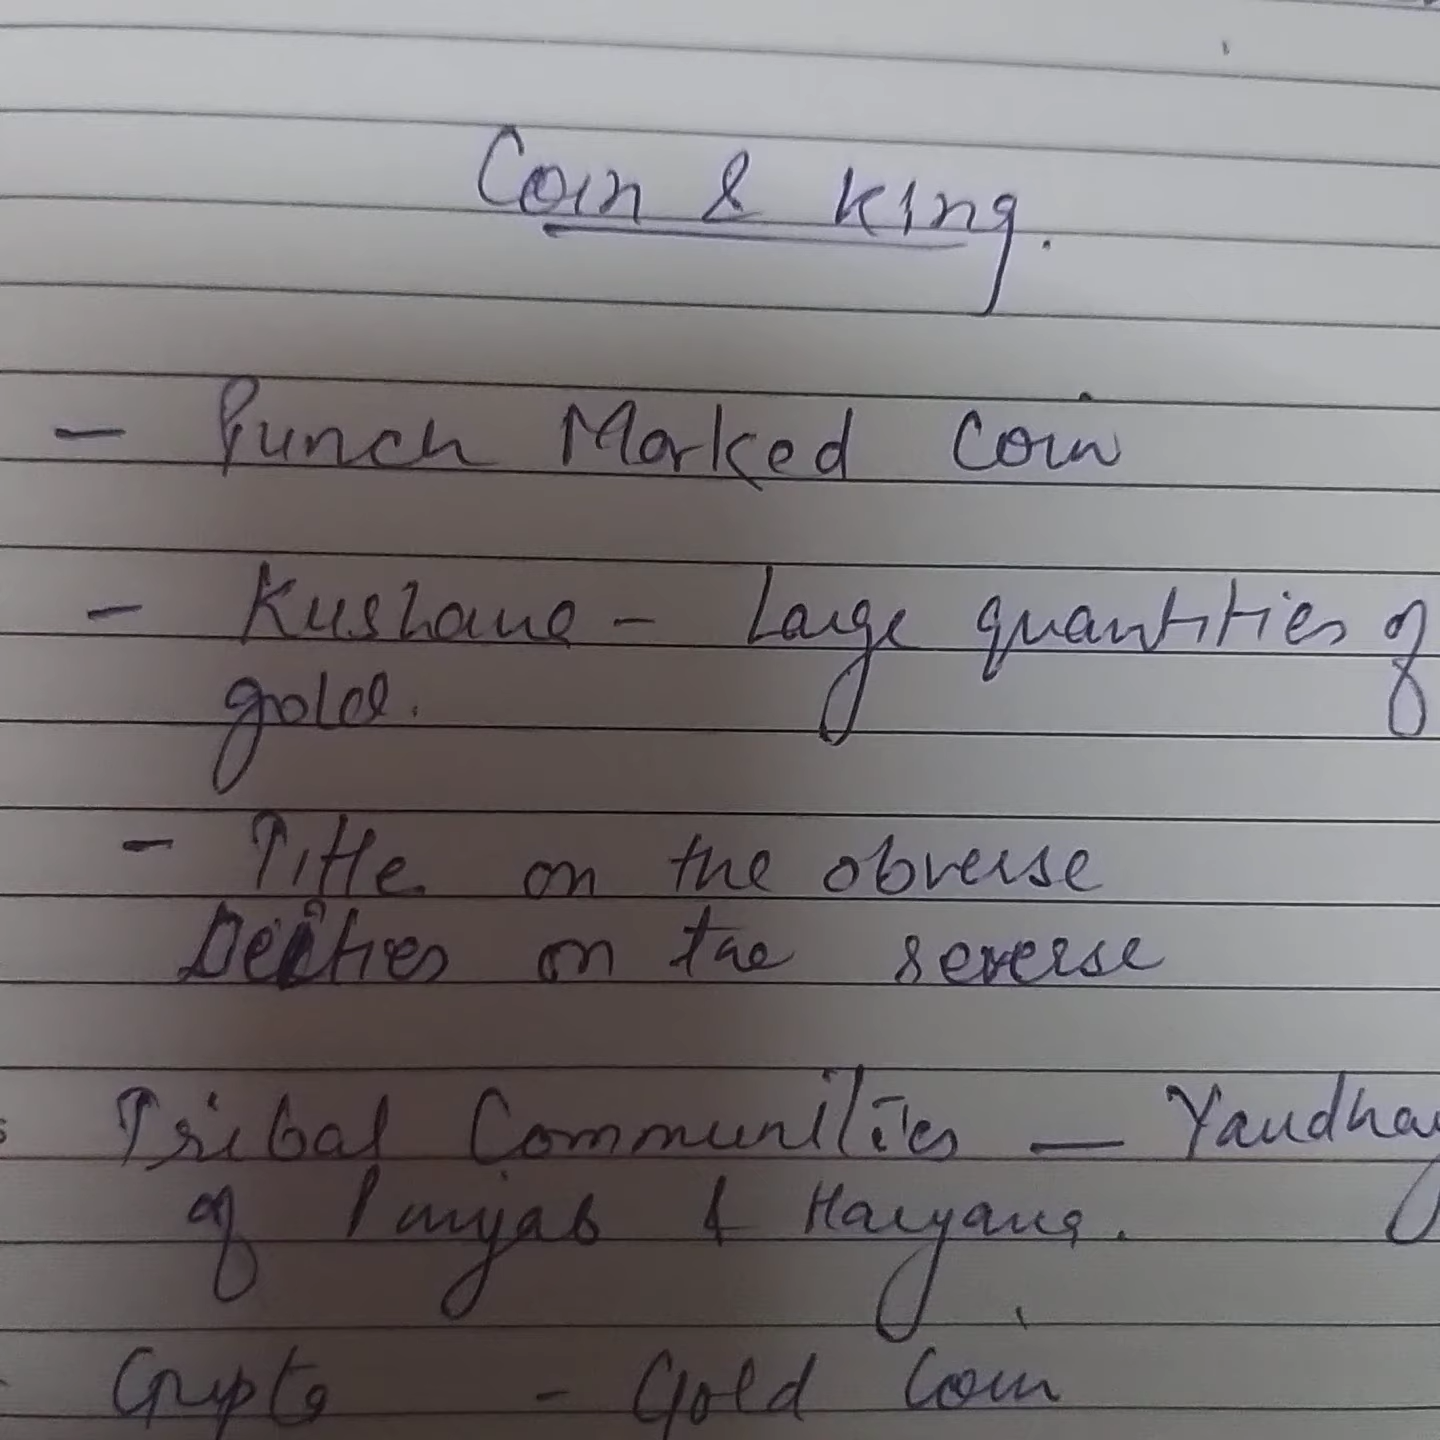 Coin & King.
- Punch Marked Coin
- Kushana - Large quantities of
gold.
- Title on the obverse
Deities on the reverse
Tribal Communities — Yaudhay
of Punjab & Haryana.
Gupta - Gold Coin